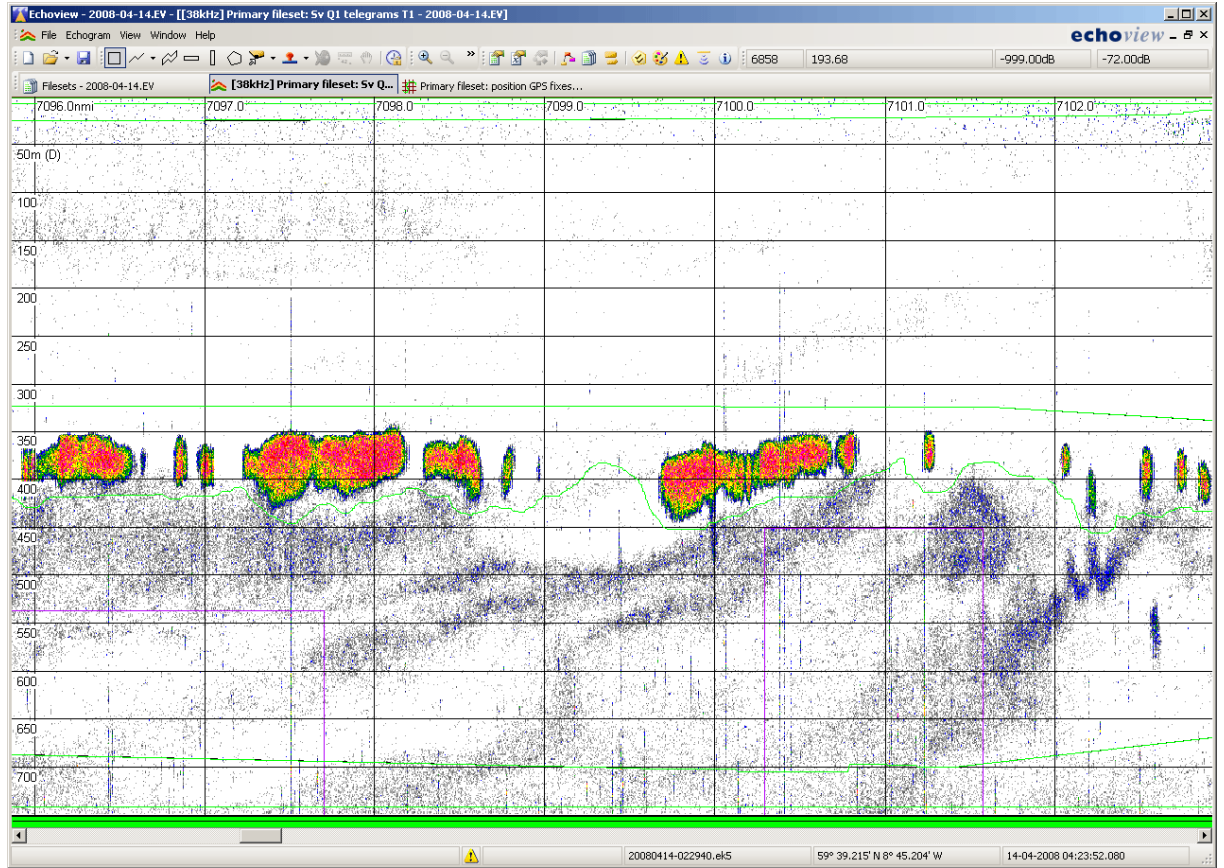 Echoview - 2008-04-14.EV - [[38kHz] Primary fileset: Sv Q1 telegrams T1 - 2008-04-14.EV]
File Echogram View Window Help
echoview
» 6858 193.68 -999.00dB -72.00dB
Filesets - 2008-04-14.EV [38kHz] Primary fileset: Sv Q... Primary fileset: position GPS fixes...
7096.0nmi 7097.0 7098.0 7099.0 7100.0 7101.0 7102.0
50m (D)
100
150
200
250
300
350
400
450
500
550
600
650
700
20080414-022940.ek5 59° 39.215' N 8° 45.204' W 14-04-2008 04:23:52.080